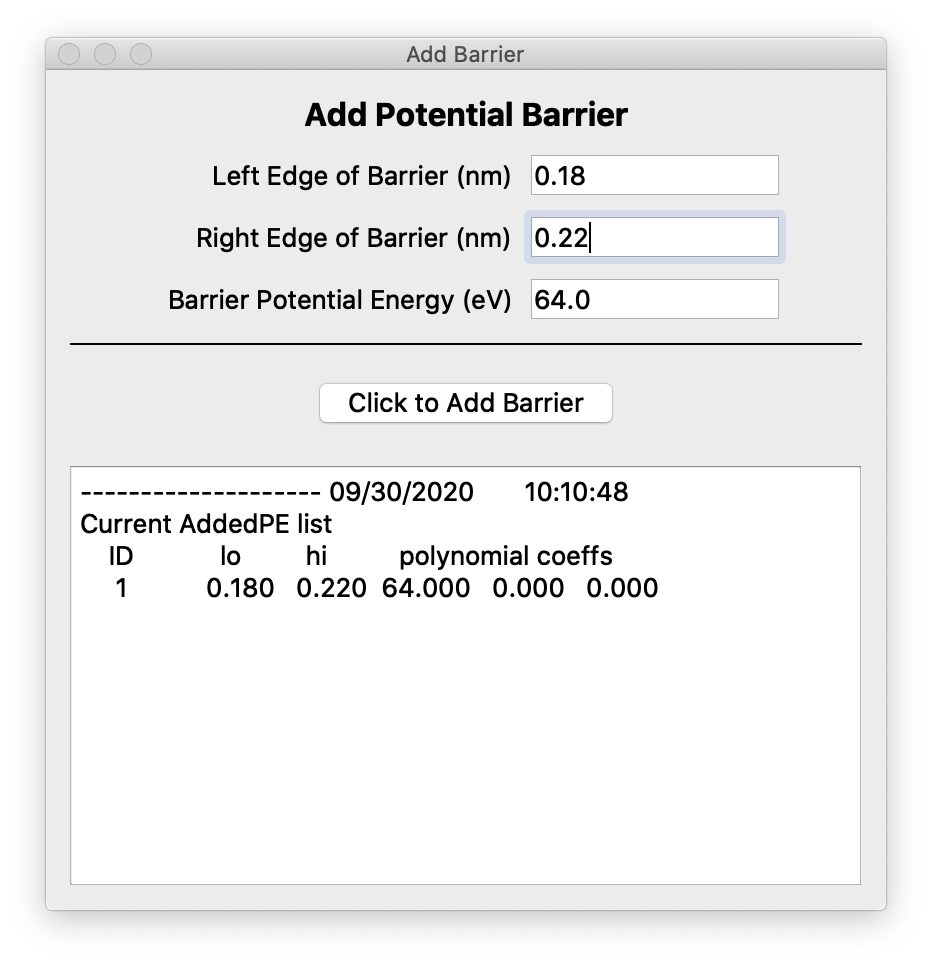 Add Barrier
Add Potential Barrier
Left Edge of Barrier (nm) 0.18
Right Edge of Barrier (nm) 0.22
Barrier Potential Energy (eV) 64.0
Click to Add Barrier
-------------------- 09/30/2020 10:10:48
Current AddedPE list
ID lo hi polynomial coeffs
1 0.180 0.220 64.000 0.000 0.000